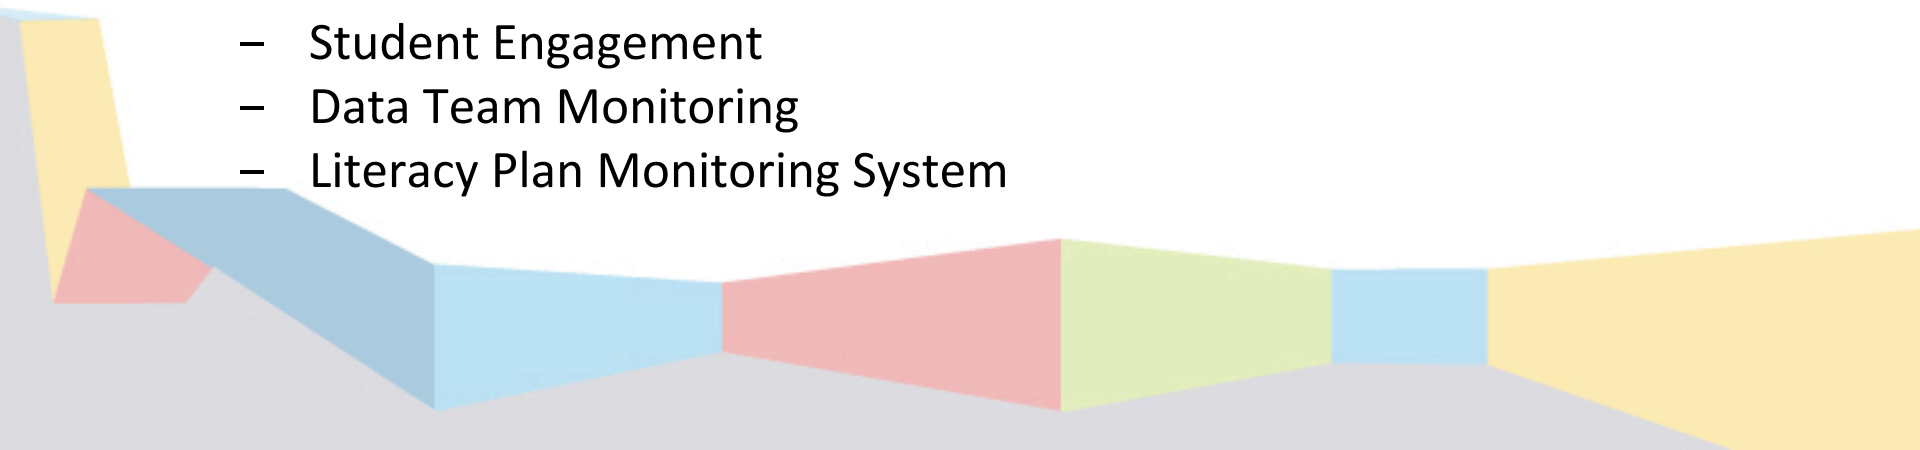 – Student Engagement
– Data Team Monitoring
– Literacy Plan Monitoring System